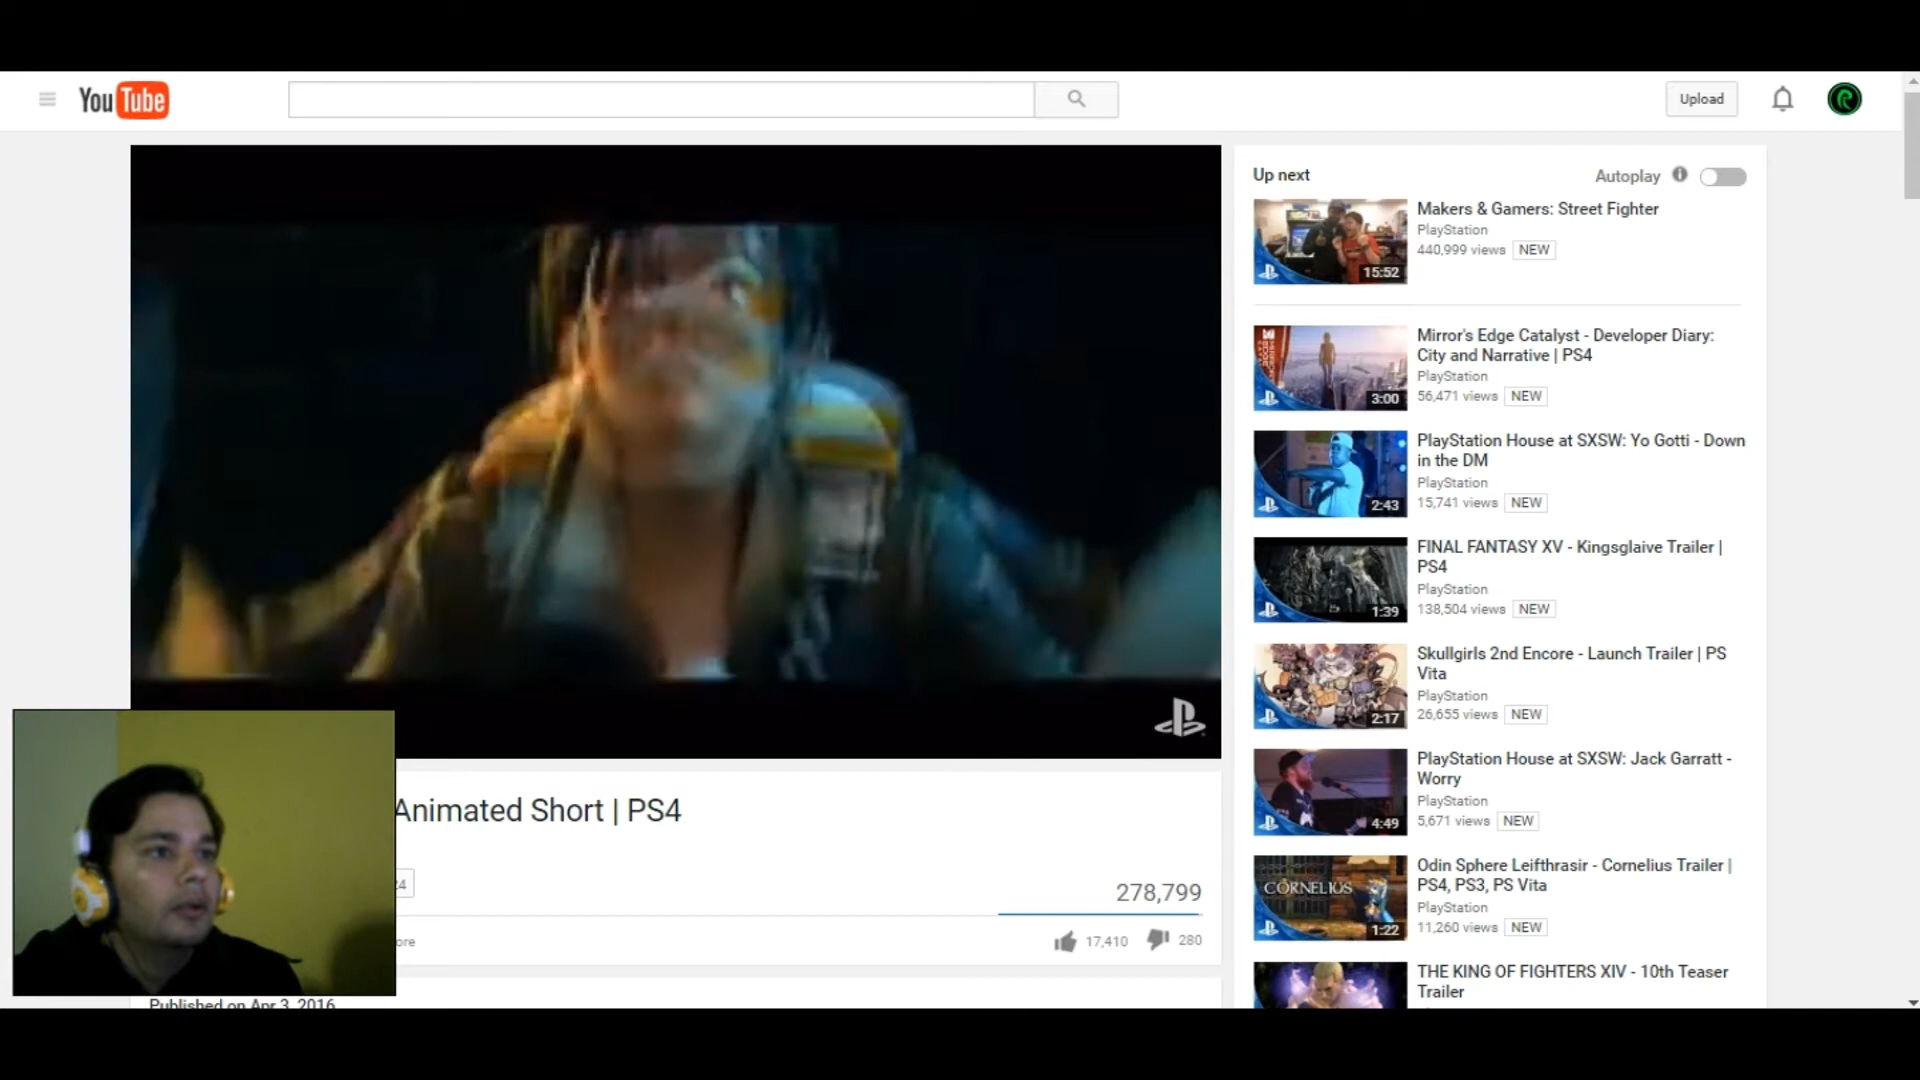 YouTube
Upload
Up next
Autoplay
Makers & Gamers: Street Fighter
PlayStation
440,999 views NEW
15:52
Mirror's Edge Catalyst - Developer Diary:
City and Narrative | PS4
PlayStation
56,471 views NEW
3:00
PlayStation House at SXSW: Yo Gotti - Down
in the DM
PlayStation
15,741 views NEW
2:43
FINAL FANTASY XV - Kingsglaive Trailer |
PS4
PlayStation
138,504 views NEW
1:39
Skullgirls 2nd Encore - Launch Trailer | PS
Vita
PlayStation
26,655 views NEW
2:17
PlayStation House at SXSW: Jack Garratt -
Worry
PlayStation
5,671 views NEW
4:49
Odin Sphere Leifthrasir - Cornelius Trailer |
PS4, PS3, PS Vita
PlayStation
11,260 views NEW
CORNELIUS
1:22
THE KING OF FIGHTERS XIV - 10th Teaser
Trailer
Animated Short | PS4
278,799
17,410 280
Published on Apr 3, 2016